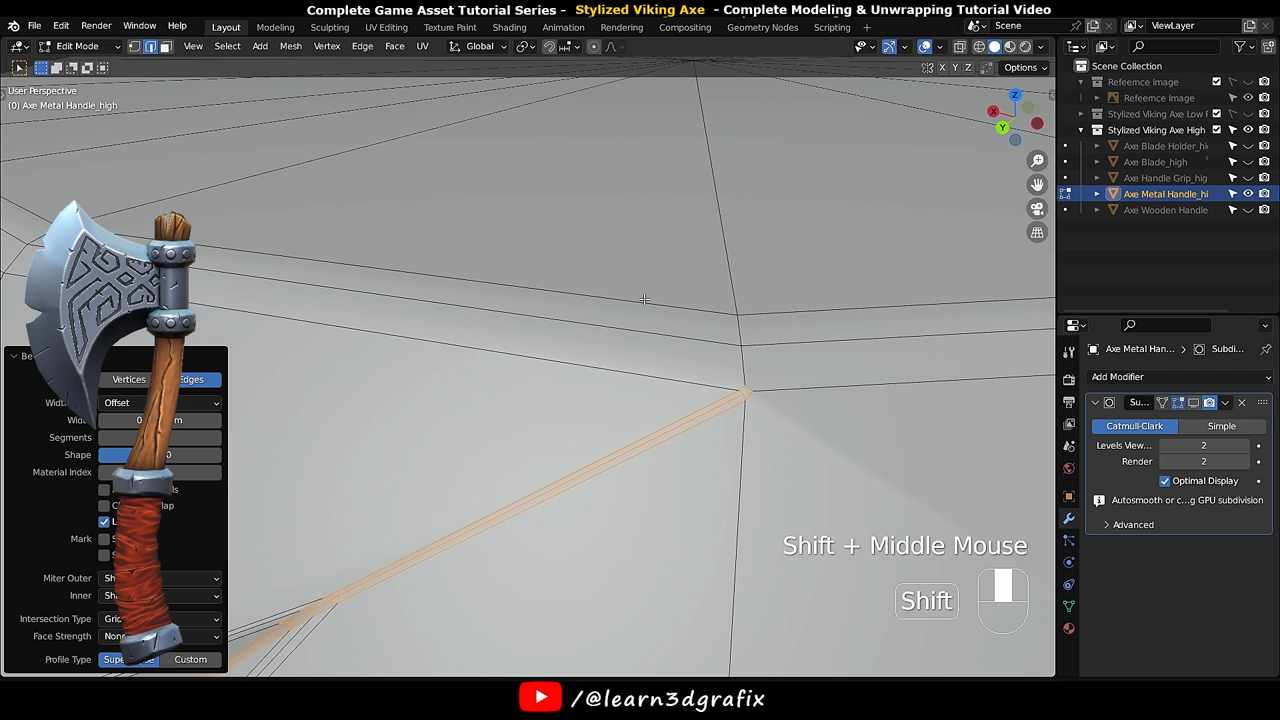 Complete Game Asset Tutorial Series - Stylized Viking Axe - Complete Modeling & Unwrapping Tutorial Video
File Edit Render Window Help Layout Modeling Sculpting UV Editing Texture Paint Shading Animation Rendering Compositing Geometry Nodes Scripting Scene ViewLayer
Edit Mode View Select Add Mesh Vertex Edge Face UV Global
X Y Z Options
User Perspective
(0) Axe Metal Handle_high
Z
X
Y
Scene Collection
Refeernce Image
Refeernce Image
Stylized Viking Axe Low
Stylized Viking Axe High
Axe Blade Holder_hi
Axe Blade_high
Axe Handle Grip_hig
Axe Metal Handle_hi
Axe Wooden Handle
Vertices
Offset
Segments
Shape
Material Index
Mark
Miter Outer
Inner
Intersection Type
Face Strength
Profile Type Custom
Axe Metal Han... Subdi...
Add Modifier
Su...
Catmull-Clark Simple
Levels View... 2
Render 2
Optimal Display
Autosmooth or c...g GPU subdivision
Advanced
Shift + Middle Mouse
Shift
/@learn3dgrafix